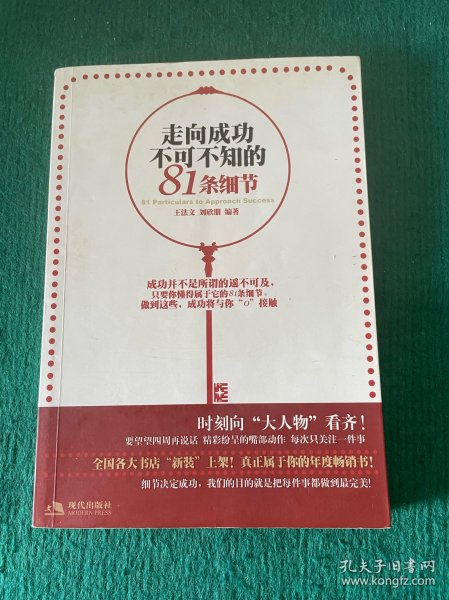 走向成功
不可不知的
81条细节
81 Particulars to Approach Success
王法文 刘欣册 编著
成功并不是所谓的遥不可及，
只要你懂得属于它的81条细节。
做到这些，成功将与你“0”接触
时刻向“大人物”看齐！
要望望四周再说话 精彩纷呈的嘴部动作 每次只关注一件事
全国各大书店“新装”上架！真正属于你的年度畅销书！
细节决定成功，我们的目的就是把每件事都做到最完美！
现代出版社
MODERN PRESS
孔夫子旧书网
www.kongfz.com